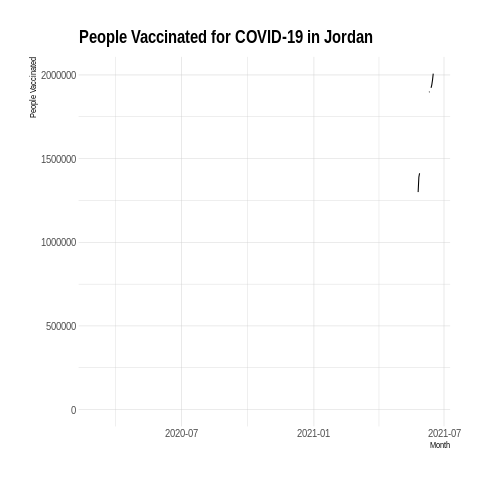 People Vaccinated for COVID-19 in Jordan
People Vaccinated
2000000
1500000
1000000
500000
0
2020-07
2021-01
2021-07
Month